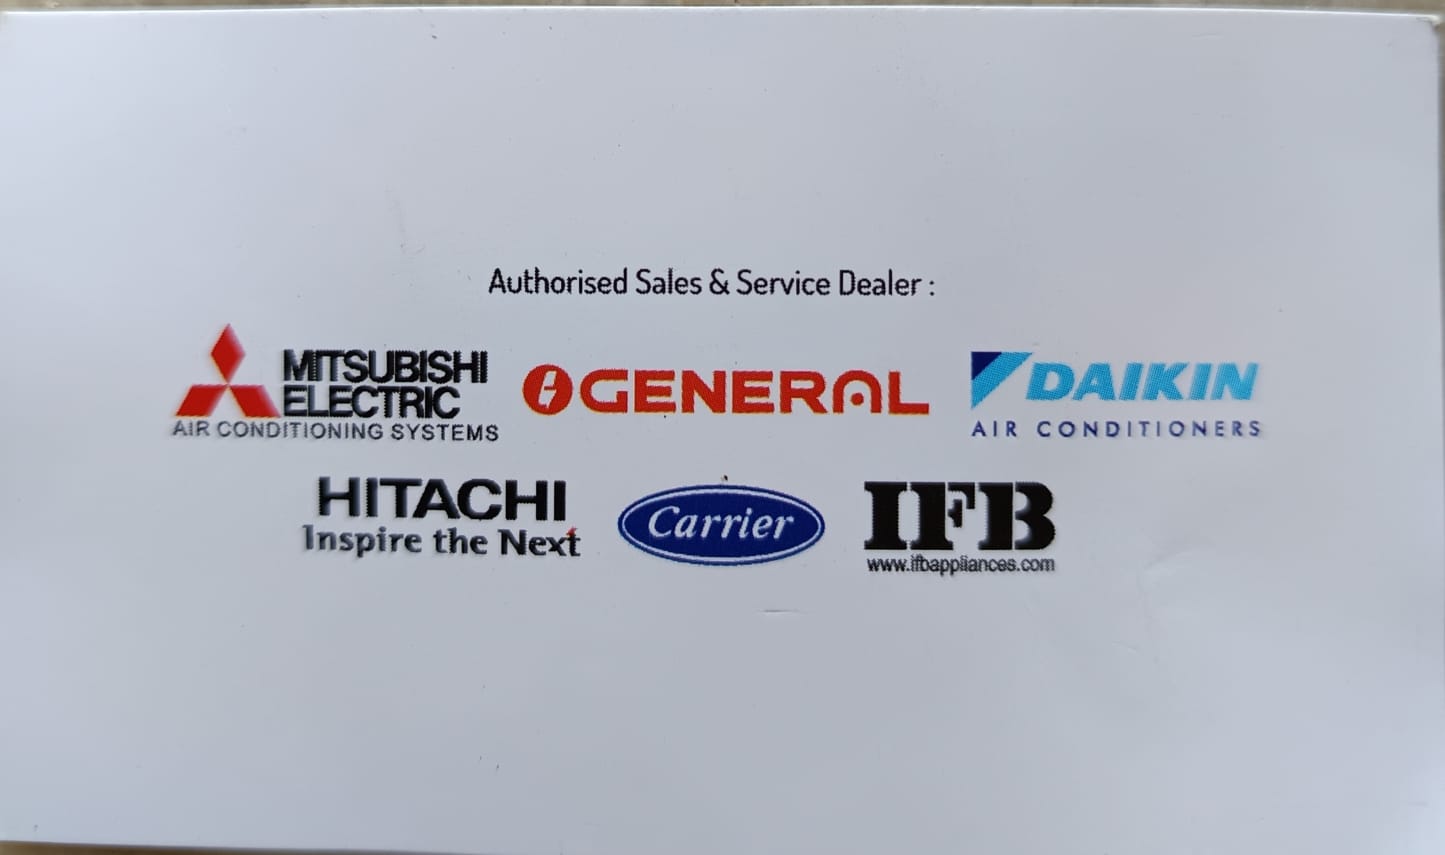 Authorised Sales & Service Dealer :
MITSUBISHI
ELECTRIC
AIR CONDITIONING SYSTEMS
GENERAL
DAIKIN
AIR CONDITIONERS
HITACHI
Inspire the Next
Carrier
IFB
www.ifbappliances.com